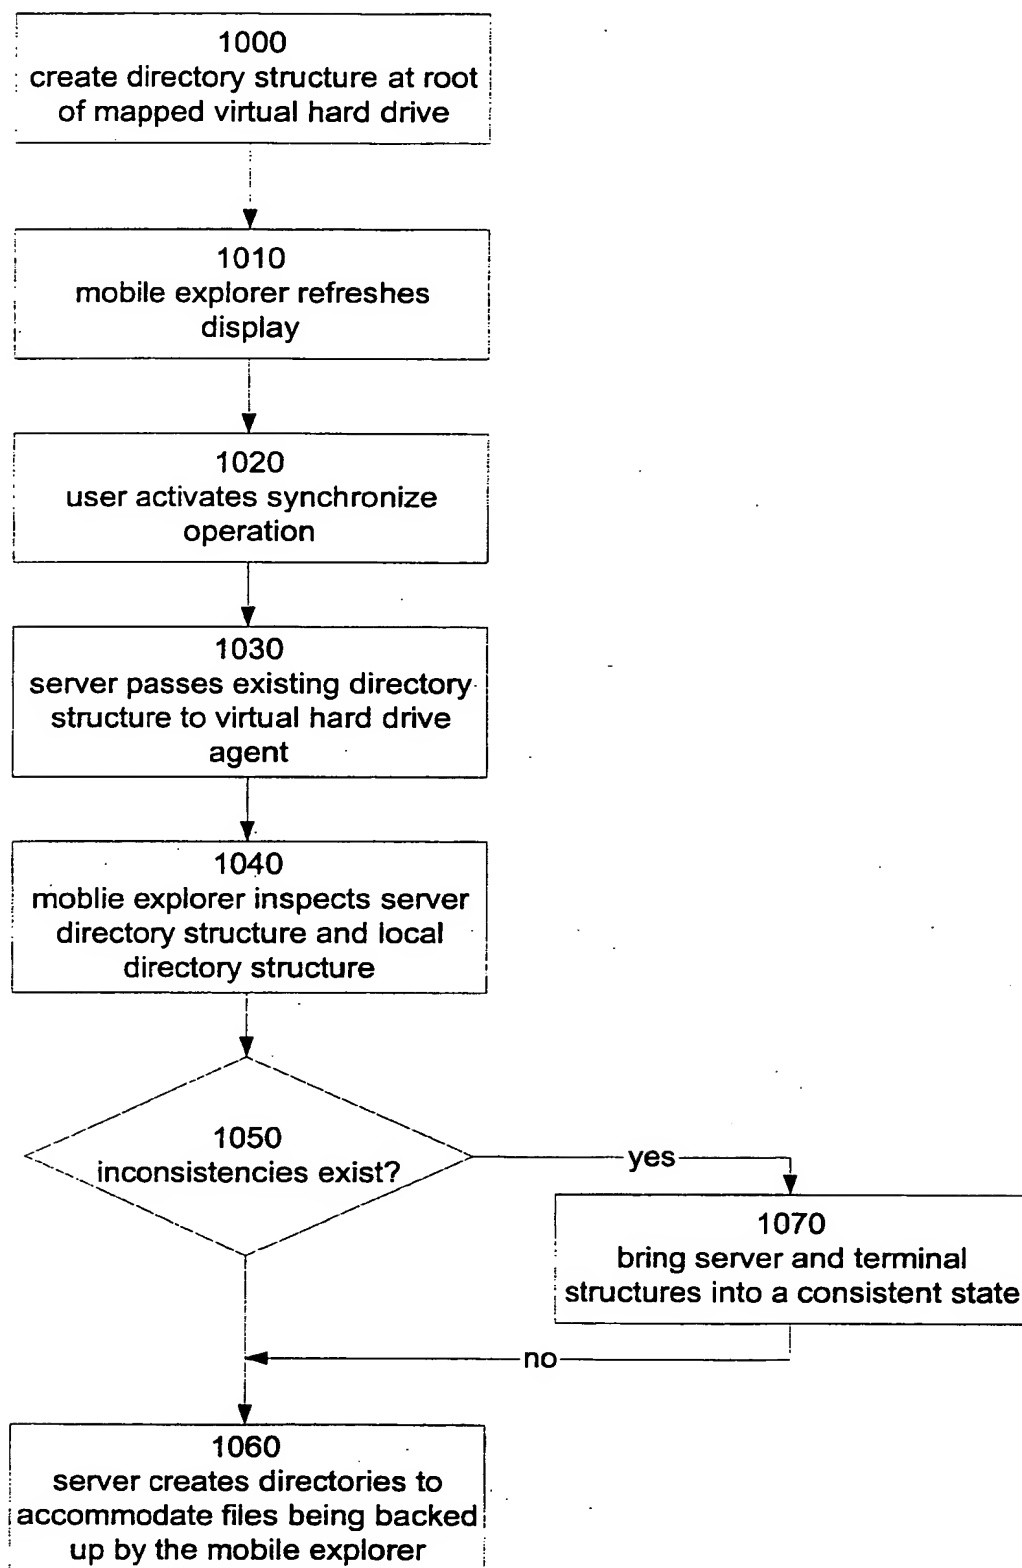 1000
create directory structure at root
of mapped virtual hard drive
1010
mobile explorer refreshes
display
1020
user activates synchronize
operation
1030
server passes existing directory
structure to virtual hard drive
agent
1040
moblie explorer inspects server
directory structure and local
directory structure
1050
inconsistencies exist?
yes
1070
bring server and terminal
structures into a consistent state
no
1060
server creates directories to
accommodate files being backed
up by the mobile explorer